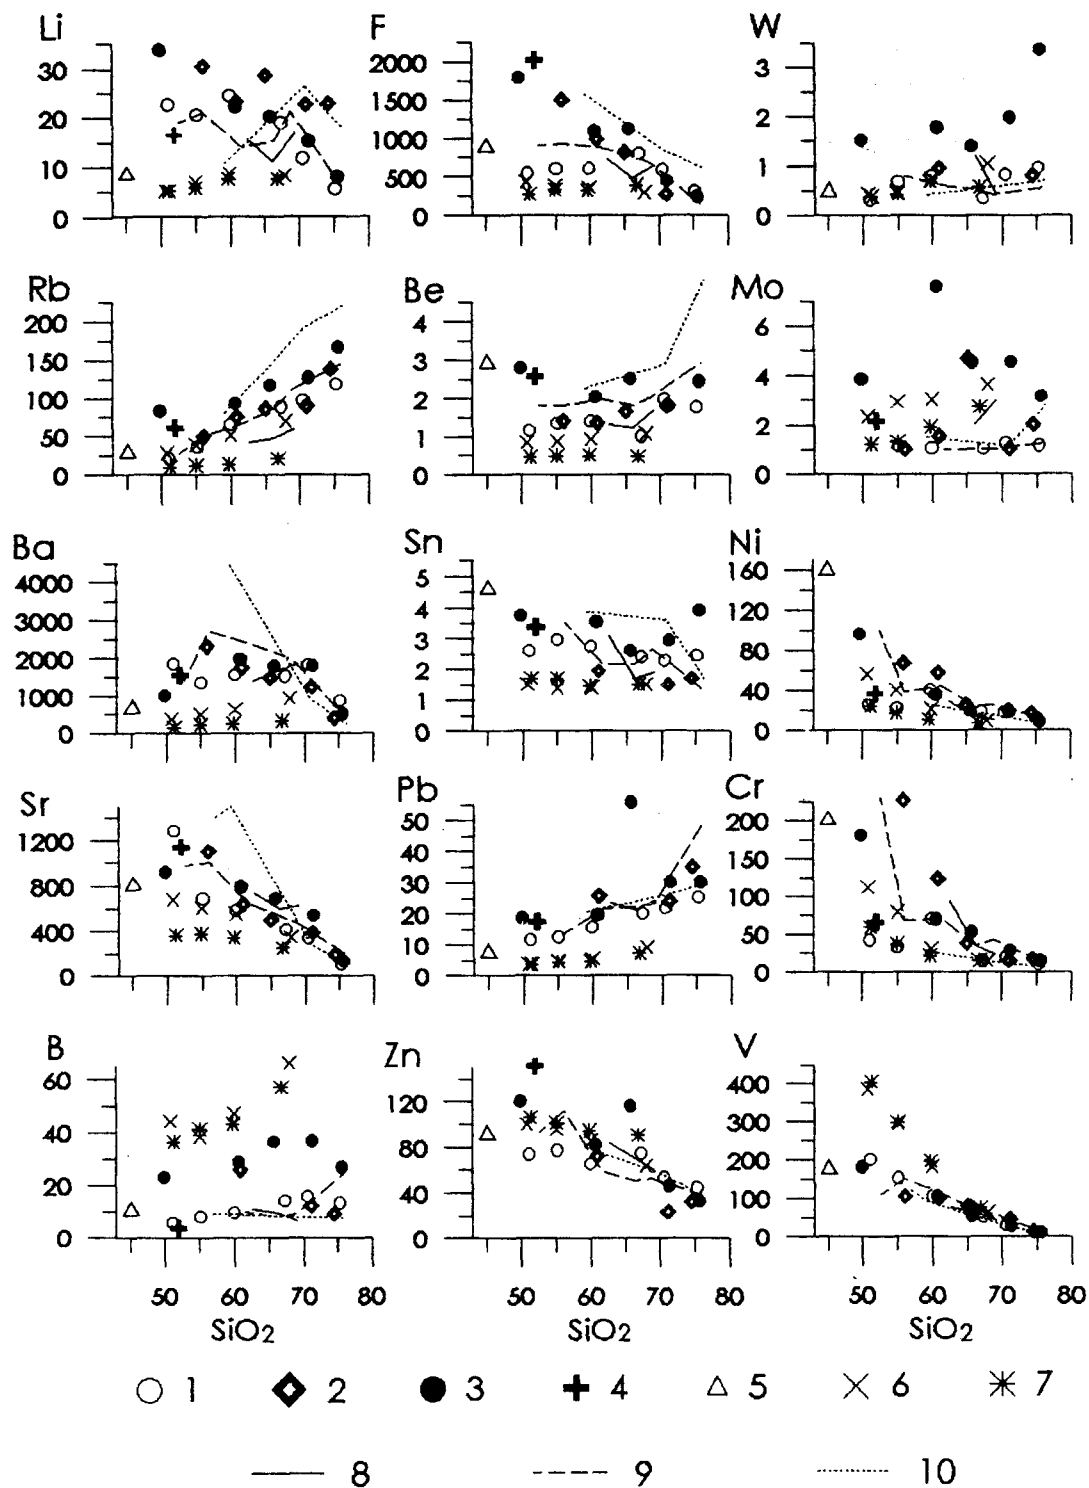 Li F W
30 2000 3
20 1500 2
10 1000 1
0 500 0
0
Rb Be Mo
200 4 6
150 3 4
100 2 2
50 1 0
0 0
Ba Sn Ni
4000 5 160
3000 4 120
2000 3 80
1000 2 40
0 1 0
0
Sr Pb Cr
1200 50 200
800 40 150
400 30 100
0 20 50
10 0
0
B Zn V
60 120 400
40 80 300
20 40 200
0 0 100
0
50 60 70 80 50 60 70 80 50 60 70 80
SiO2 SiO2 SiO2
1 2 3 4 5 6 7
8 9 10